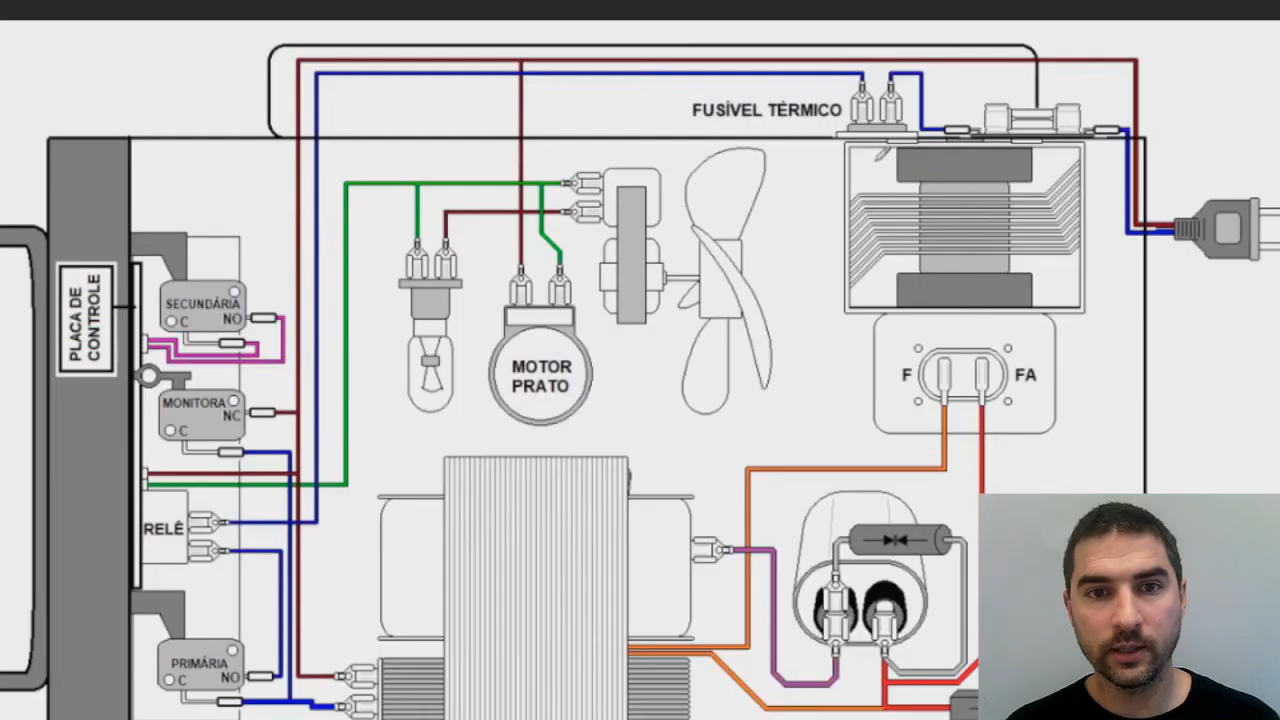 FUSÍVEL TÉRMICO
PLACA DE
CONTROLE
SECUNDÁRIA
NO
C
MONITORA
NC
C
RELÊ
PRIMÁRIA
NO
C
MOTOR
PRATO
F
FA